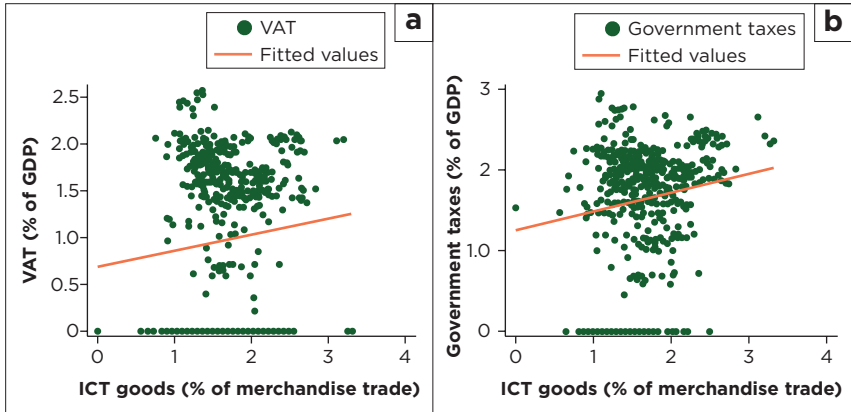 a
VAT
Fitted values
VAT (% of GDP)
2.5
2.0
1.5
1.0
0.5
0
0 1 2 3 4
ICT goods (% of merchandise trade)
b
Government taxes
Fitted values
Government taxes (% of GDP)
3
2
1.0
0
0 1 2 3 4
ICT goods (% of merchandise trade)